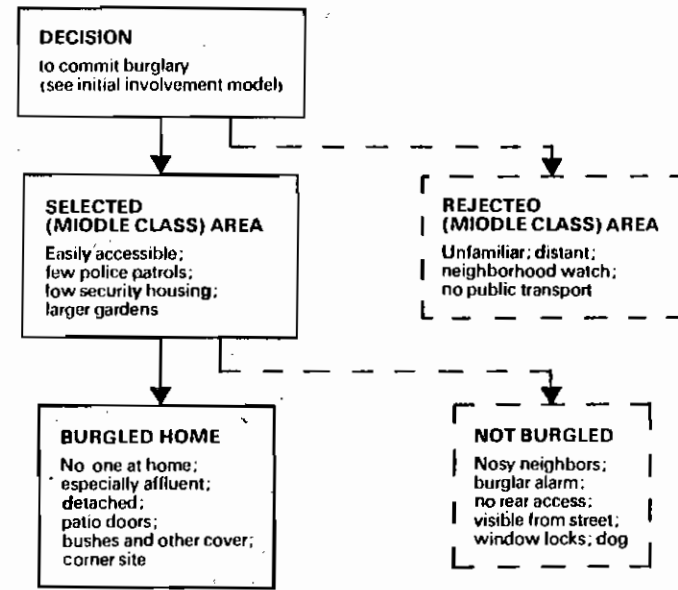 DECISION
to commit burglary
(see initial involvement model)
SELECTED
(MIDDLE CLASS) AREA
Easily accessible;
few police patrols;
low security housing;
larger gardens
REJECTED
(MIDDLE CLASS) AREA
Unfamiliar; distant;
neighborhood watch;
no public transport
BURGLED HOME
No one at home;
especially affluent;
detached;
patio doors;
bushes and other cover;
corner site
NOT BURGLED
Nosy neighbors;
burglar alarm;
no rear access;
visible from street;
window locks; dog